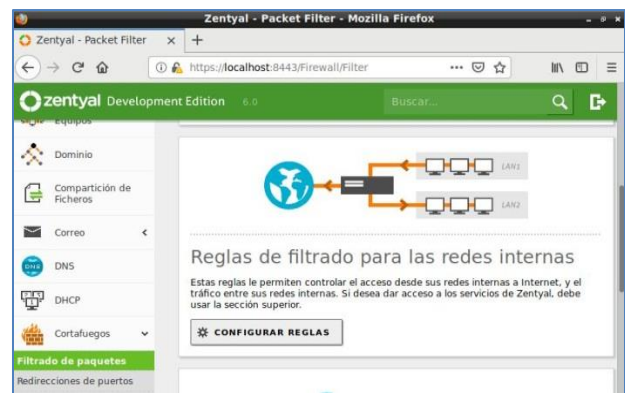 Zentyal - Packet Filter - Mozilla Firefox
Zentyal - Packet Filter
https://localhost:8443/Firewall/Filter
zentyal Development Edition 6.0
Buscar...
Equipos
Dominio
Compartición de
Ficheros
Correo
DNS
DNS
DHCP
Cortafuegos
Filtrado de paquetes
Redirecciones de puertos
LAN1
LAN2
Reglas de filtrado para las redes internas
Estas reglas le permiten controlar el acceso desde sus redes internas a Internet, y el
tráfico entre sus redes internas. Si desea dar acceso a los servicios de Zentyal, debe
usar la sección superior.
CONFIGURAR REGLAS